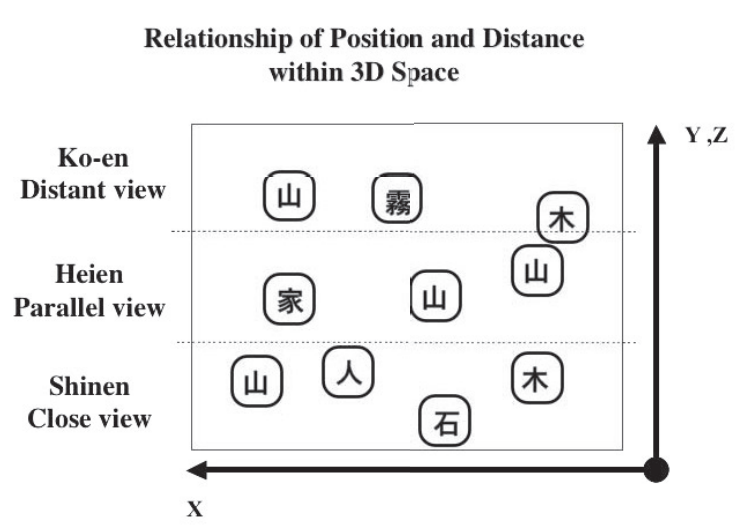 Relationship of Position and Distance
within 3D Space
Y ,Z
Ko-en
Distant view
山 霧 木
Heien
Parallel view
家 山 山
Shinen
Close view
山 人 石 木
X